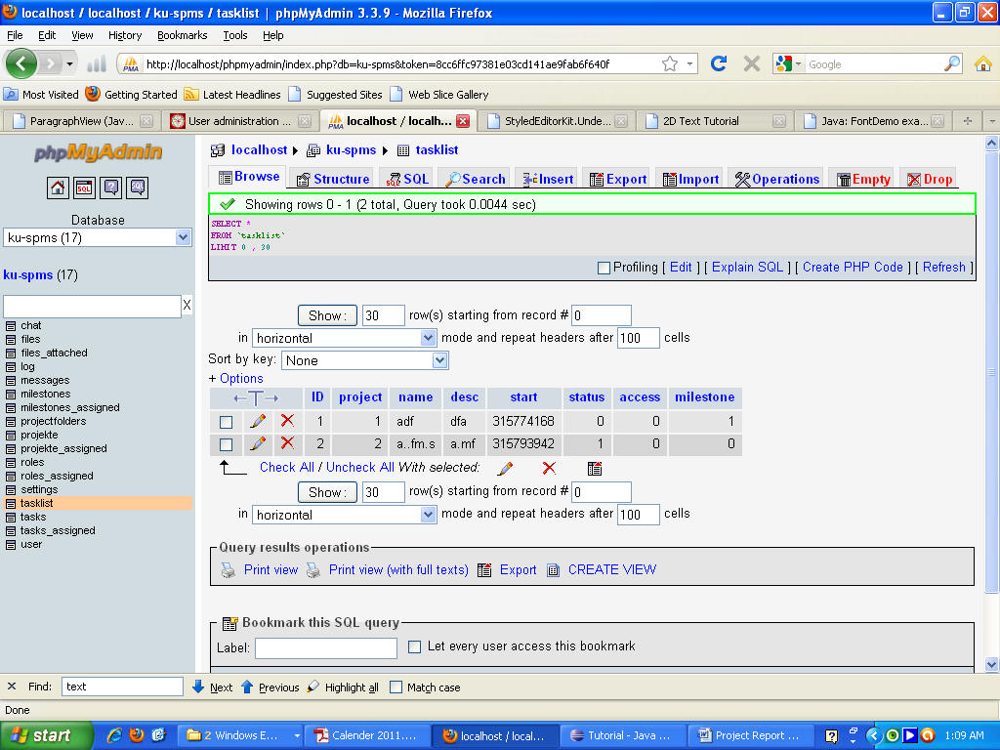 localhost / localhost / ku-spms / tasklist | phpMyAdmin 3.3.9 - Mozilla Firefox
File Edit View History Bookmarks Tools Help
PMA http://localhost/phpmyadmin/index.php?db=ku-spms&token=8cc6ffc97381e03cd141ae9fab6f640f Google
Most Visited Getting Started Latest Headlines Suggested Sites Web Slice Gallery
ParagraphView (Jav... User administration ... PMA localhost / localh... StyledEditorKit.Unde... 2D Text Tutorial Java: FontDemo exa...
phpMyAdmin
SQL
Database
ku-spms (17)
ku-spms (17)
X
chat
files
files_attached
log
messages
milestones
milestones_assigned
projectfolders
projekte
projekte_assigned
roles
roles_assigned
settings
tasklist
tasks
tasks_assigned
user
localhost ku-spms tasklist
Browse Structure SQL Search Insert Export Import Operations Empty Drop
Showing rows 0 - 1 (2 total, Query took 0.0044 sec)
SELECT *
FROM `tasklist`
LIMIT 0 , 30
Profiling [ Edit ] [ Explain SQL ] [ Create PHP Code ] [ Refresh ]
Show : 30 row(s) starting from record # 0
in horizontal mode and repeat headers after 100 cells
Sort by key: None
+ Options
←T→ ID project name desc start status access milestone
1 1 adf dfa 315774168 0 0 1
2 2 a..fm.s a.mf 315793942 1 0 0
Check All / Uncheck All With selected:
Show : 30 row(s) starting from record # 0
in horizontal mode and repeat headers after 100 cells
Query results operations
Print view Print view (with full texts) Export CREATE VIEW
Bookmark this SQL query
Label: Let every user access this bookmark
Find: text Next Previous Highlight all Match case
Done
start 2 Windows E... Calender 2011.... localhost / local... Tutorial - Java ... Project Report ... 1:09 AM